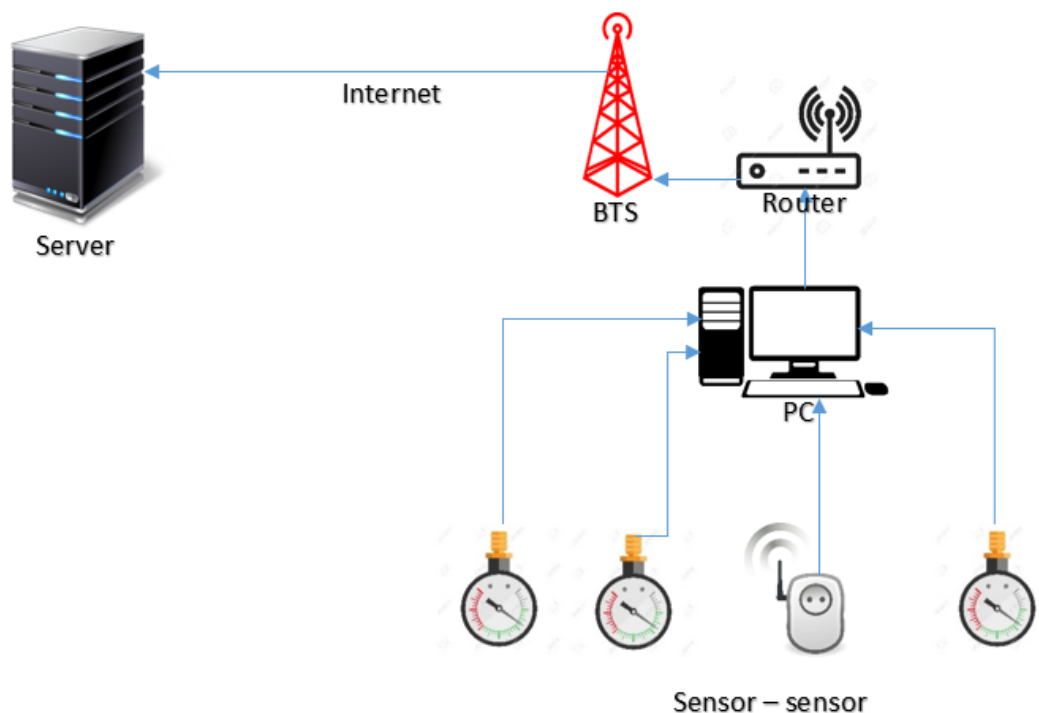 Internet
BTS
Router
Server
PC
Sensor – sensor